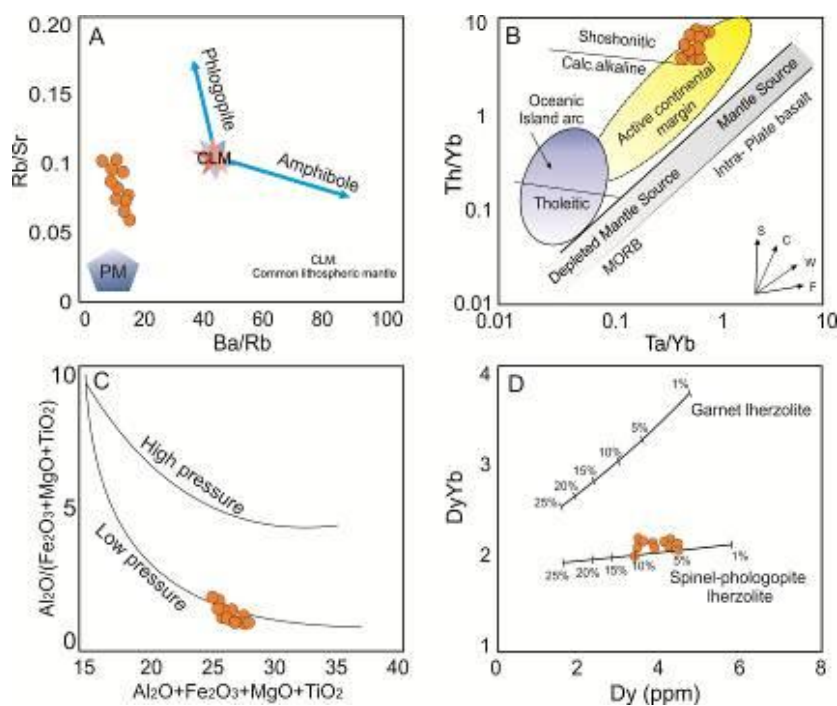 A
0.20
0.15
0.1
0.05
0
Rb/Sr
Phlogopite
CLM
Amphibole
PM
CLM
Common lithospheric mantle
0 20 40 60 80 100
Ba/Rb
B
10
1
0.1
0.01
Th/Yb
Shoshonitic
Calc.alkaline
Oceanic
Island arc
Active continental
margin
Tholeitic
Depleted Mantle Source
Mantle Source
MORB
Intra- Plate basalt
S
C
W
F
0.01 0.1 1 10
Ta/Yb
C
10
5
0
Al2O/(Fe2O3+MgO+TiO2)
High pressure
Low pressure
15 20 25 30 35 40
Al2O+Fe2O3+MgO+TiO2
D
4
3
2
1
DyYb
1%
5%
10%
15%
20%
25%
Garnet lherzolite
25% 20% 15% 10% 5% 1%
Spinel-phologopite
lherzolite
0 2 4 6 8
Dy (ppm)